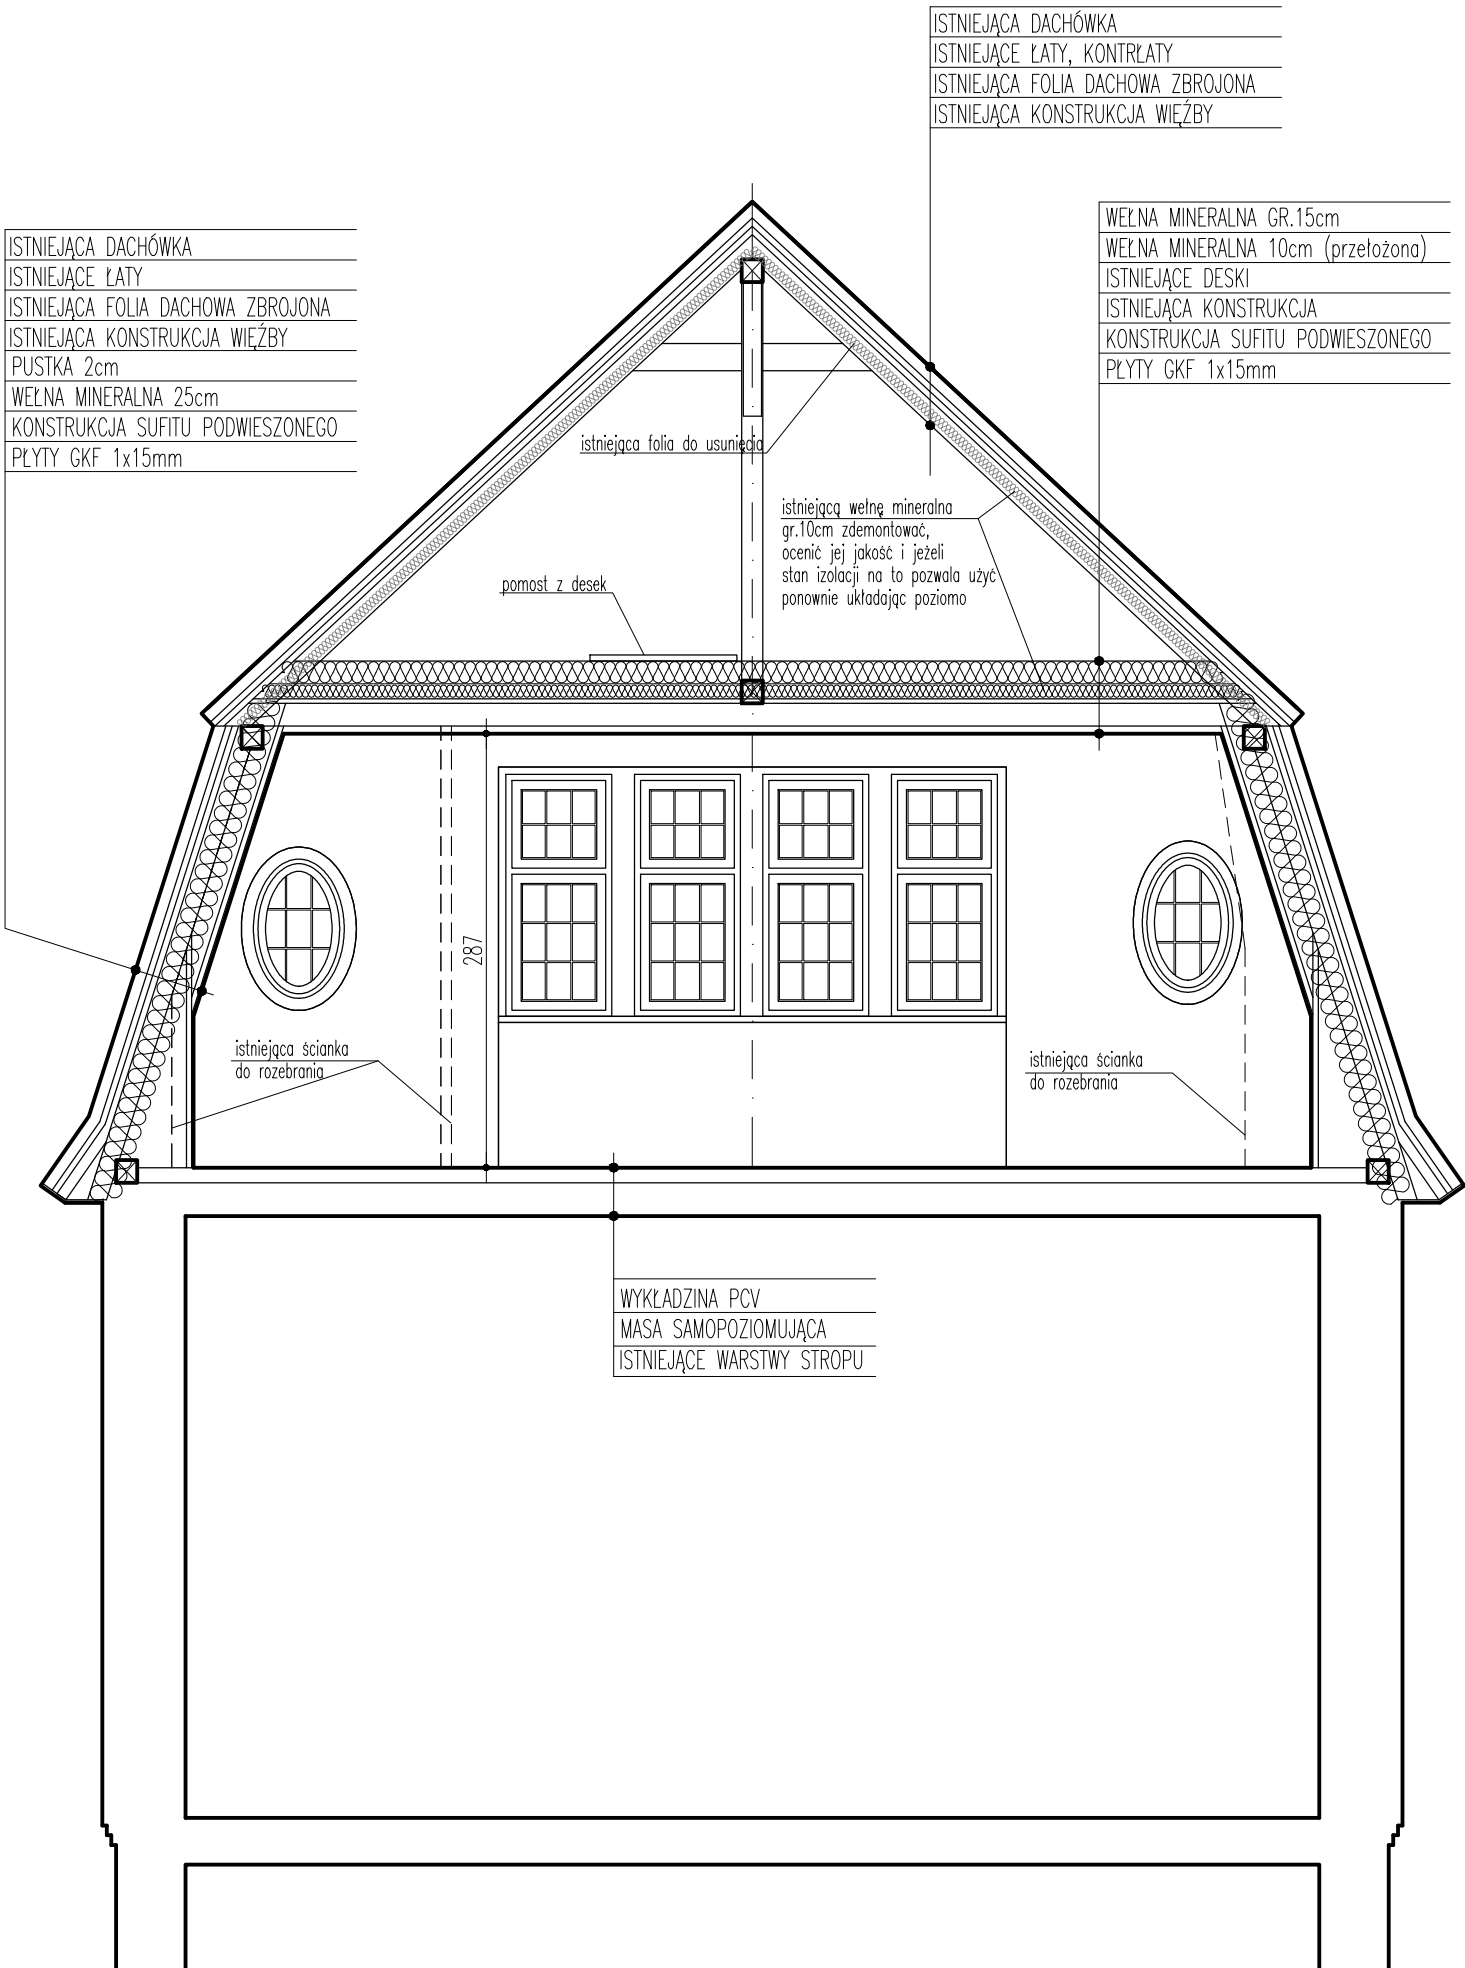 ISTNIEJĄCA DACHÓWKA
ISTNIEJĄCE ŁATY, KONTRŁATY
ISTNIEJĄCA FOLIA DACHOWA ZBROJONA
ISTNIEJĄCA KONSTRUKCJA WIĘŹBY
WEŁNA MINERALNA GR.15cm
WEŁNA MINERALNA 10cm (przełożona)
ISTNIEJĄCE DESKI
ISTNIEJĄCA KONSTRUKCJA
KONSTRUKCJA SUFITU PODWIESZONEGO
PŁYTY GKF 1x15mm
ISTNIEJĄCA DACHÓWKA
ISTNIEJĄCE ŁATY
ISTNIEJĄCA FOLIA DACHOWA ZBROJONA
ISTNIEJĄCA KONSTRUKCJA WIĘŹBY
PUSTKA 2cm
WEŁNA MINERALNA 25cm
KONSTRUKCJA SUFITU PODWIESZONEGO
PŁYTY GKF 1x15mm
istniejąca folia do usunięcia
istniejącą wełnę mineralna
gr.10cm zdemontować,
ocenić jej jakość i jeżeli
stan izolacji na to pozwala użyć
ponownie układając poziomo
pomost z desek
287
istniejąca ścianka
do rozebrania
istniejąca ścianka
do rozebrania
WYKŁADZINA PCV
MASA SAMOPOZIOMUJĄCA
ISTNIEJĄCE WARSTWY STROPU